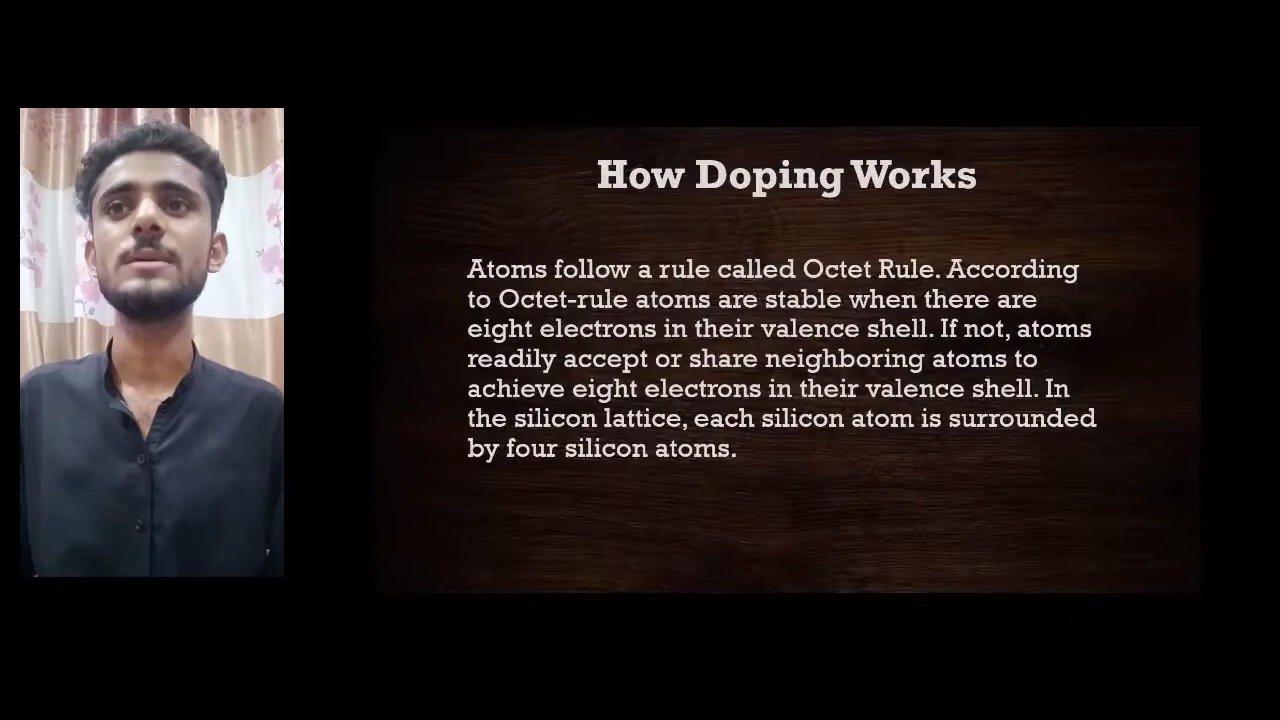 How Doping Works
Atoms follow a rule called Octet Rule. According
to Octet-rule atoms are stable when there are
eight electrons in their valence shell. If not, atoms
readily accept or share neighboring atoms to
achieve eight electrons in their valence shell. In
the silicon lattice, each silicon atom is surrounded
by four silicon atoms.